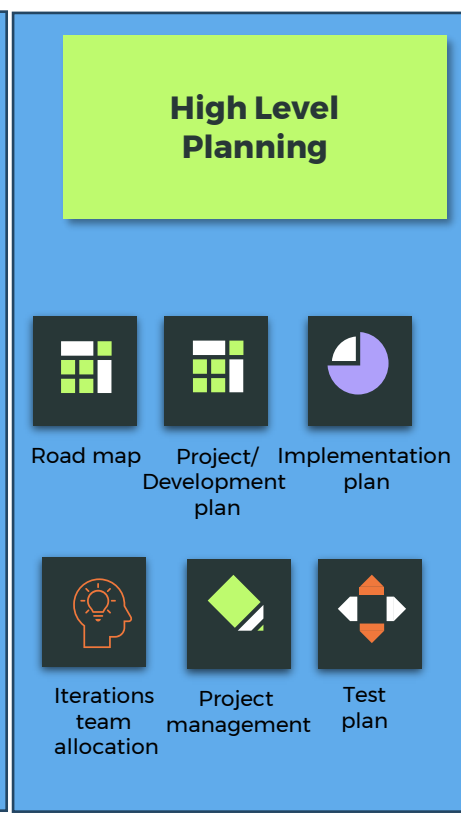 High Level
Planning
Road map
Project/
Development
plan
Implementation
plan
Iterations
team
allocation
Project
management
Test
plan